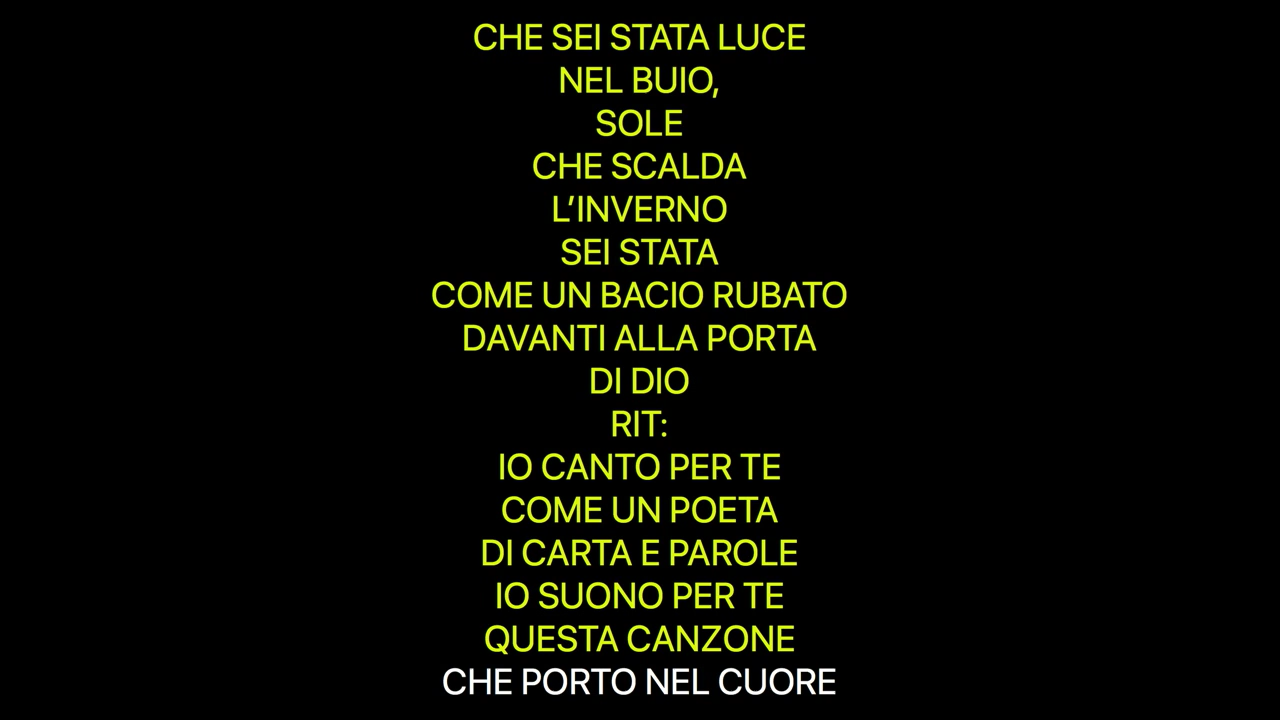 CHE SEI STATA LUCE
NEL BUIO,
SOLE
CHE SCALDA
L’INVERNO
SEI STATA
COME UN BACIO RUBATO
DAVANTI ALLA PORTA
DI DIO
RIT:
IO CANTO PER TE
COME UN POETA
DI CARTA E PAROLE
IO SUONO PER TE
QUESTA CANZONE
CHE PORTO NEL CUORE